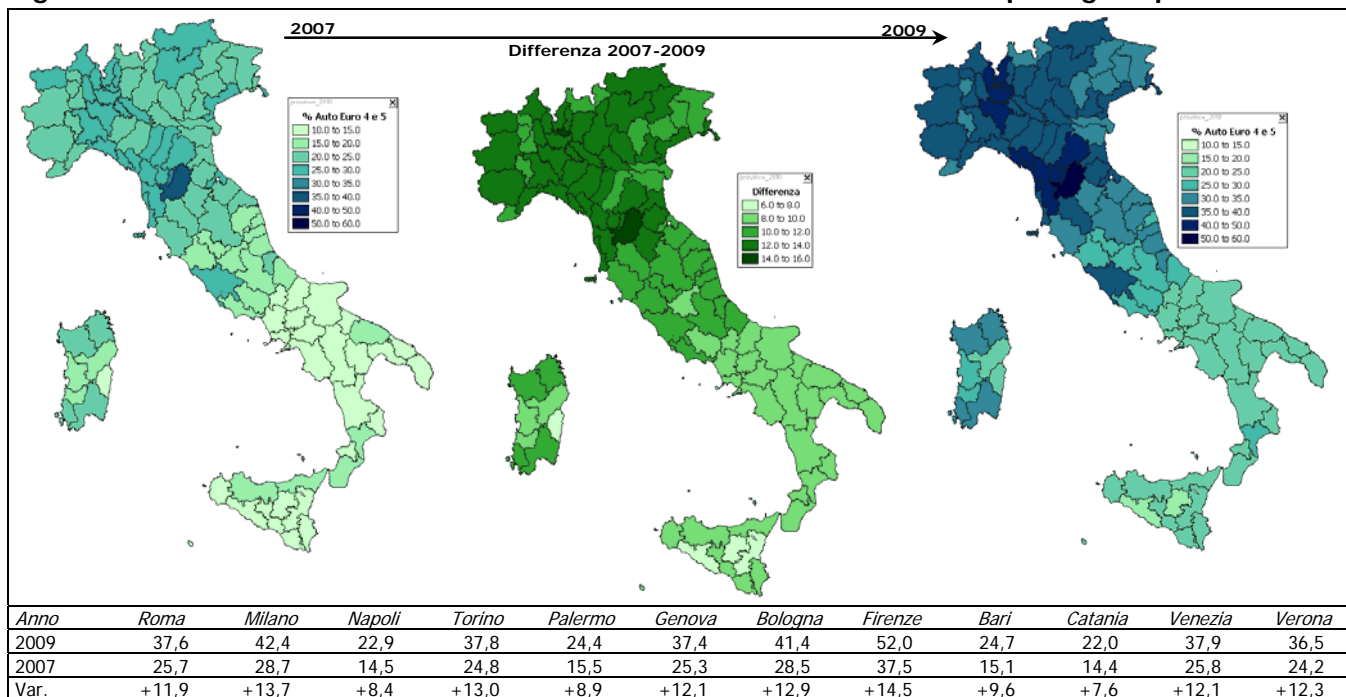 2007
2009
Differenza 2007-2009
province_2010
% Auto Euro 4 e 5
10.0 to 15.0
15.0 to 20.0
20.0 to 25.0
25.0 to 30.0
30.0 to 35.0
35.0 to 40.0
40.0 to 50.0
50.0 to 60.0
province_2010
Differenza
6.0 to 8.0
8.0 to 10.0
10.0 to 12.0
12.0 to 14.0
14.0 to 16.0
province_2010
% Auto Euro 4 e 5
10.0 to 15.0
15.0 to 20.0
20.0 to 25.0
25.0 to 30.0
30.0 to 35.0
35.0 to 40.0
40.0 to 50.0
50.0 to 60.0
Anno Roma Milano Napoli Torino Palermo Genova Bologna Firenze Bari Catania Venezia Verona
2009 37,6 42,4 22,9 37,8 24,4 37,4 41,4 52,0 24,7 22,0 37,9 36,5
2007 25,7 28,7 14,5 24,8 15,5 25,3 28,5 37,5 15,1 14,4 25,8 24,2
Var. +11,9 +13,7 +8,4 +13,0 +8,9 +12,1 +12,9 +14,5 +9,6 +7,6 +12,1 +12,3